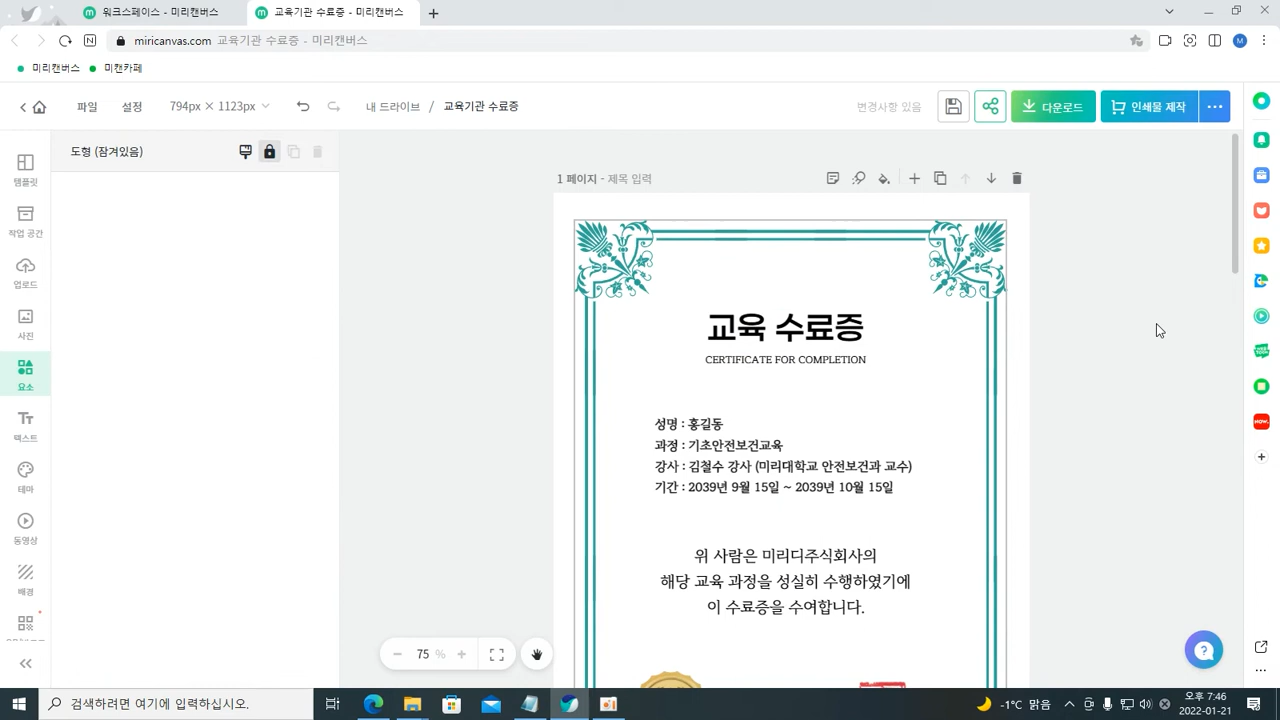 워크스페이스 - 미리캔버스
교육기관 수료증 - 미리캔버스
miricanvas.com 교육기관 수료증 - 미리캔버스
미리캔버스
미캔카페
파일
설정
794px × 1123px
내 드라이브 / 교육기관 수료증
변경사항 있음
다운로드
인쇄물 제작
도형 (잠겨있음)
템플릿
작업 공간
업로드
사진
요소
텍스트
테마
동영상
배경
1 페이지 - 제목 입력
교육 수료증
CERTIFICATE FOR COMPLETION
성명 : 홍길동
과정 : 기초안전보건교육
강사 : 김철수 강사 (미리대학교 안전보건과 교수)
기간 : 2039년 9월 15일 ~ 2039년 10월 15일
위 사람은 미리디주식회사의
해당 교육 과정을 성실히 수행하였기에
이 수료증을 수여합니다.
75 %
NOW.
검색하려면 여기에 입력하십시오.
-1°C 맑음
오후 7:46
2022-01-21